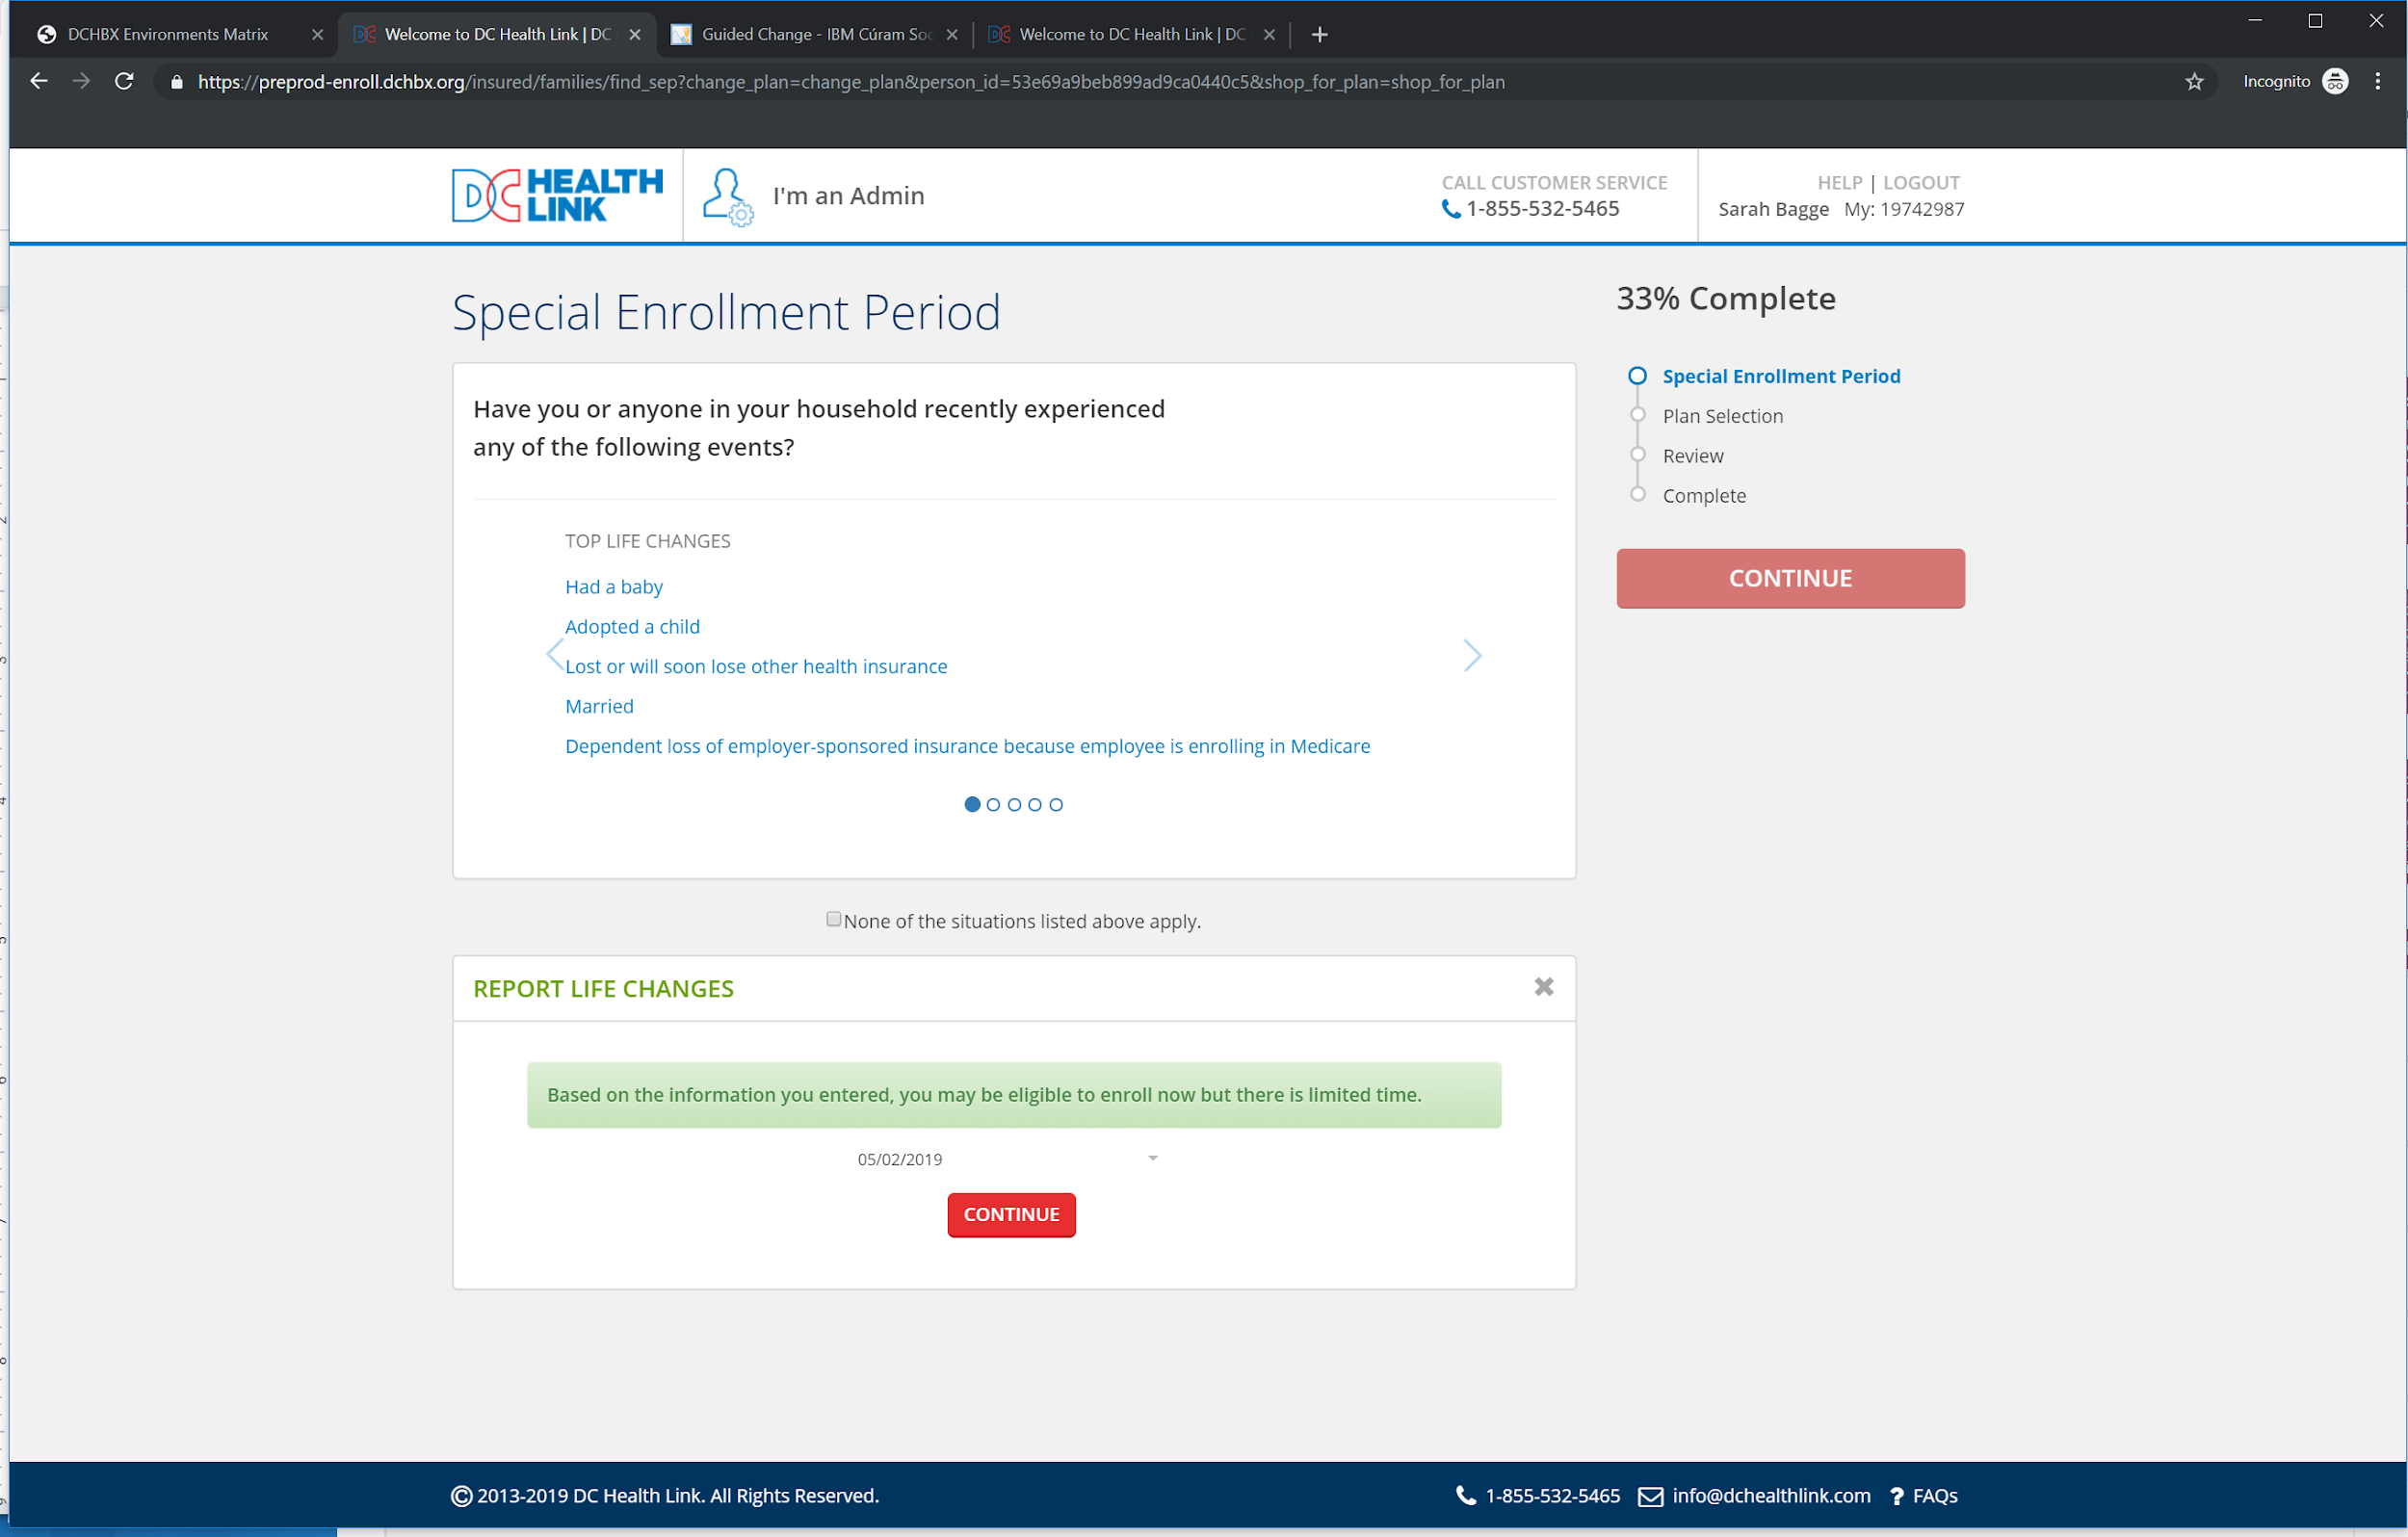 DCHBX Environments Matrix
Welcome to DC Health Link | DC
Guided Change - IBM Cúram Soc
Welcome to DC Health Link | DC
https://preprod-enroll.dchbx.org/insured/families/find_sep?change_plan=change_plan&person_id=53e69a9beb899ad9ca0440c5&shop_for_plan=shop_for_plan
Incognito
DC HEALTH LINK
I'm an Admin
CALL CUSTOMER SERVICE
1-855-532-5465
HELP | LOGOUT
Sarah Bagge My: 19742987
Special Enrollment Period
Have you or anyone in your household recently experienced
any of the following events?
TOP LIFE CHANGES
Had a baby
Adopted a child
Lost or will soon lose other health insurance
Married
Dependent loss of employer-sponsored insurance because employee is enrolling in Medicare
None of the situations listed above apply.
REPORT LIFE CHANGES
Based on the information you entered, you may be eligible to enroll now but there is limited time.
05/02/2019
CONTINUE
33% Complete
Special Enrollment Period
Plan Selection
Review
Complete
CONTINUE
© 2013-2019 DC Health Link. All Rights Reserved.
1-855-532-5465
info@dchealthlink.com
? FAQs